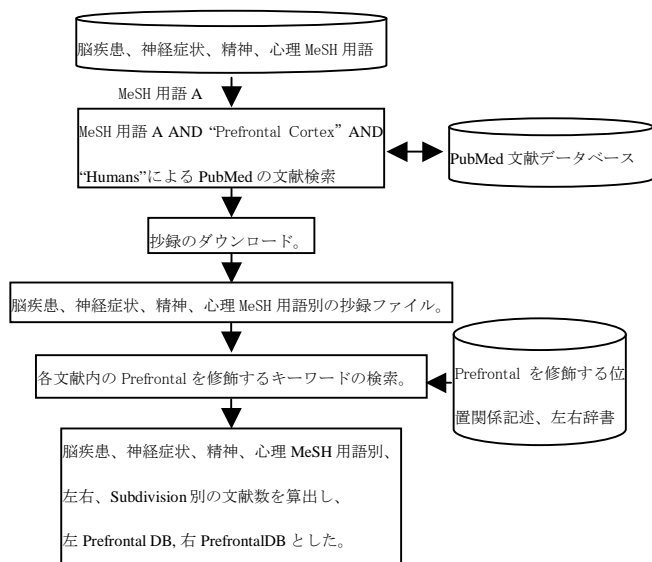 脳疾患、神経症状、精神、心理 MeSH 用語
MeSH 用語 A
MeSH 用語 A AND “Prefrontal Cortex” AND
“Humans”による PubMed の文献検索
PubMed 文献データベース
抄録のダウンロード。
脳疾患、神経症状、精神、心理 MeSH 用語別の抄録ファイル。
各文献内の Prefrontal を修飾するキーワードの検索。
Prefrontal を修飾する位
置関係記述、左右辞書
脳疾患、神経症状、精神、心理 MeSH 用語別、
左右、Subdivision 別の文献数を算出し、
左 Prefrontal DB, 右 PrefrontalDB とした。